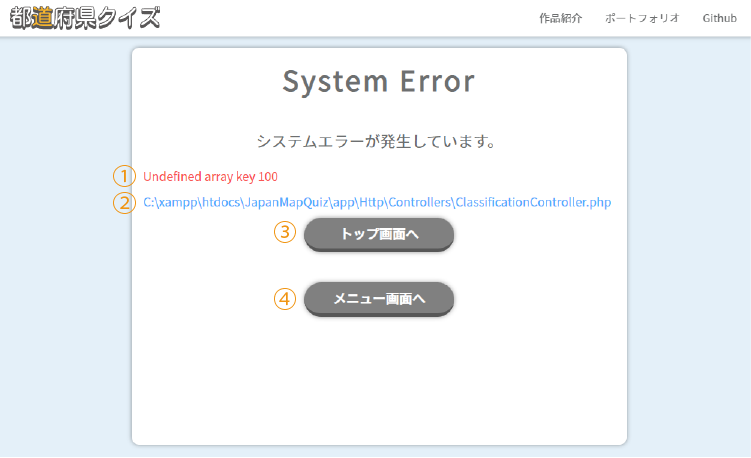 都道府県クイズ
作品紹介 ポートフォリオ Github
System Error
システムエラーが発生しています。
① Undefined array key 100
② C:\xampp\htdocs\JapanMapQuiz\app\Http\Controllers\ClassificationController.php
③ トップ画面へ
④ メニュー画面へ